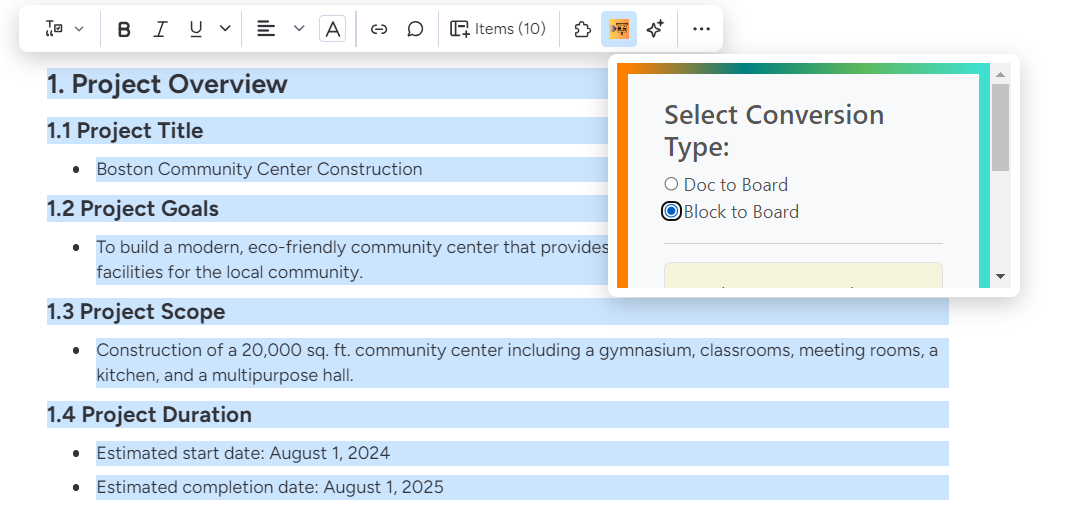 B I U A Items (10)
1. Project Overview
1.1 Project Title
• Boston Community Center Construction
1.2 Project Goals
• To build a modern, eco-friendly community center that provides
facilities for the local community.
1.3 Project Scope
• Construction of a 20,000 sq. ft. community center including a gymnasium, classrooms, meeting rooms, a
kitchen, and a multipurpose hall.
1.4 Project Duration
• Estimated start date: August 1, 2024
• Estimated completion date: August 1, 2025
Select Conversion
Type:
Doc to Board
Block to Board